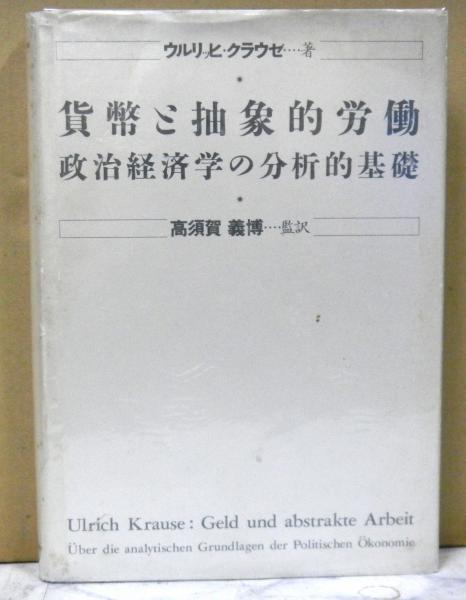 ウルリッヒ・クラウゼ‥‥著
貨幣と抽象的労働
政治経済学の分析的基礎
高須賀 義博‥‥監訳
Ulrich Krause: Geld und abstrakte Arbeit
Über die analytischen Grundlagen der Politischen Ökonomie